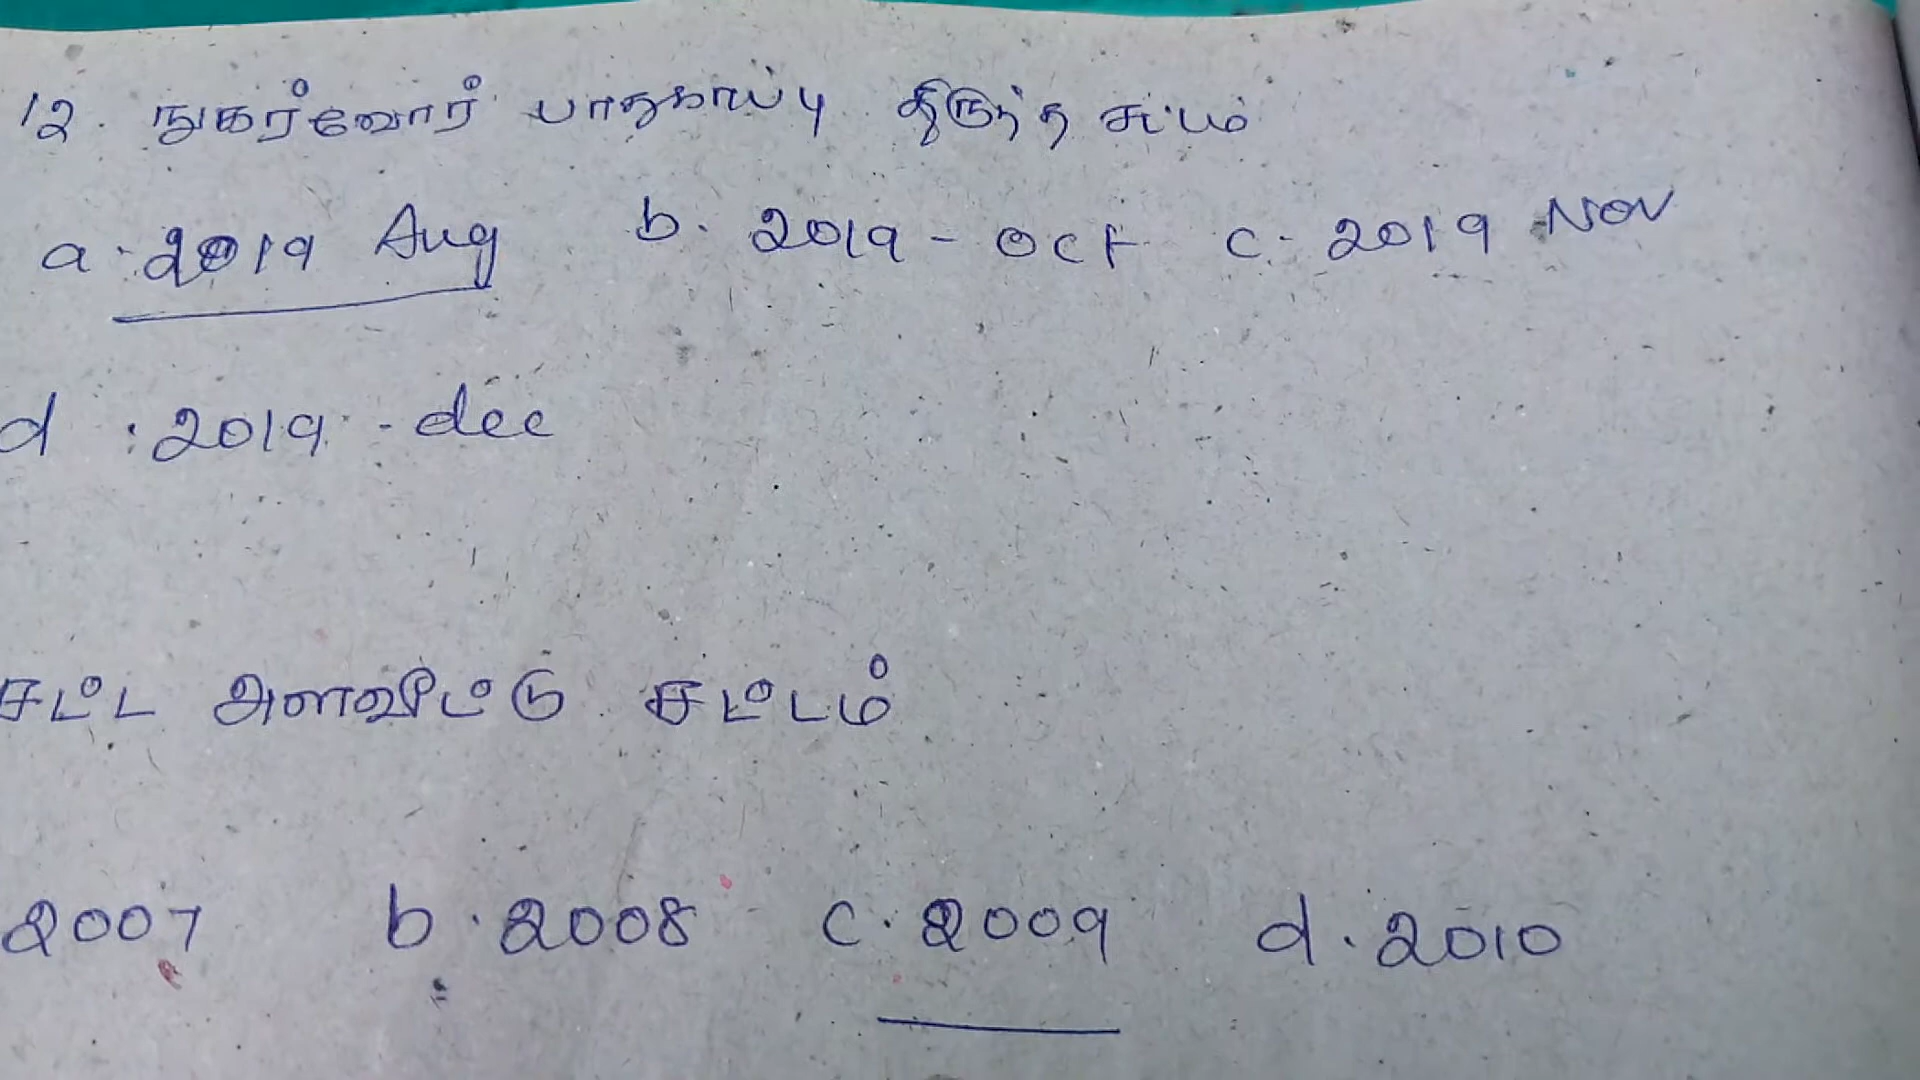 12. நுகர்வோர் பாதுகாப்பு திருந்த சட்டம்
a. 2019 Aug b. 2019 - oct c. 2019 Nov
d : 2019 - dec
சட்ட அளவீட்டு சட்டம்
2007 b. 2008 c. 2009 d. 2010